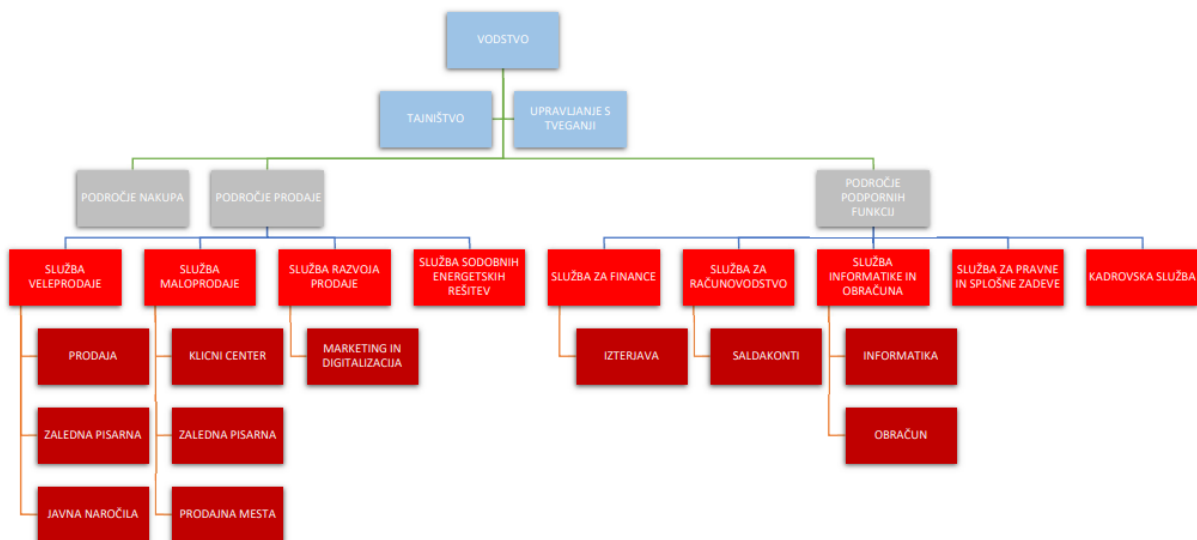 VODSTVO
TAJNIŠTVO
UPRAVLJANJE S
TVEGANJI
PODROČJE NAKUPA
PODROČJE PRODAJE
PODROČJE
PODPORNIH
FUNKCIJ
SLUŽBA
VELEPRODAJE
SLUŽBA
MALOPRODAJE
SLUŽBA RAZVOJA
PRODAJE
SLUŽBA SODOBNIH
ENERGETSKIH
REŠITEV
SLUŽBA ZA FINANCE
SLUŽBA ZA
RAČUNOVODSTVO
SLUŽBA
INFORMATIKE IN
OBRAČUNA
SLUŽBA ZA PRAVNE
IN SPLOŠNE ZADEVE
KADROVSKA SLUŽBA
PRODAJA
KLICNI CENTER
MARKETING IN
DIGITALIZACIJA
IZTERJAVA
SALDAKONTI
INFORMATIKA
ZALEDNA PISARNA
ZALEDNA PISARNA
OBRAČUN
JAVNA NAROČILA
PRODAJNA MESTA